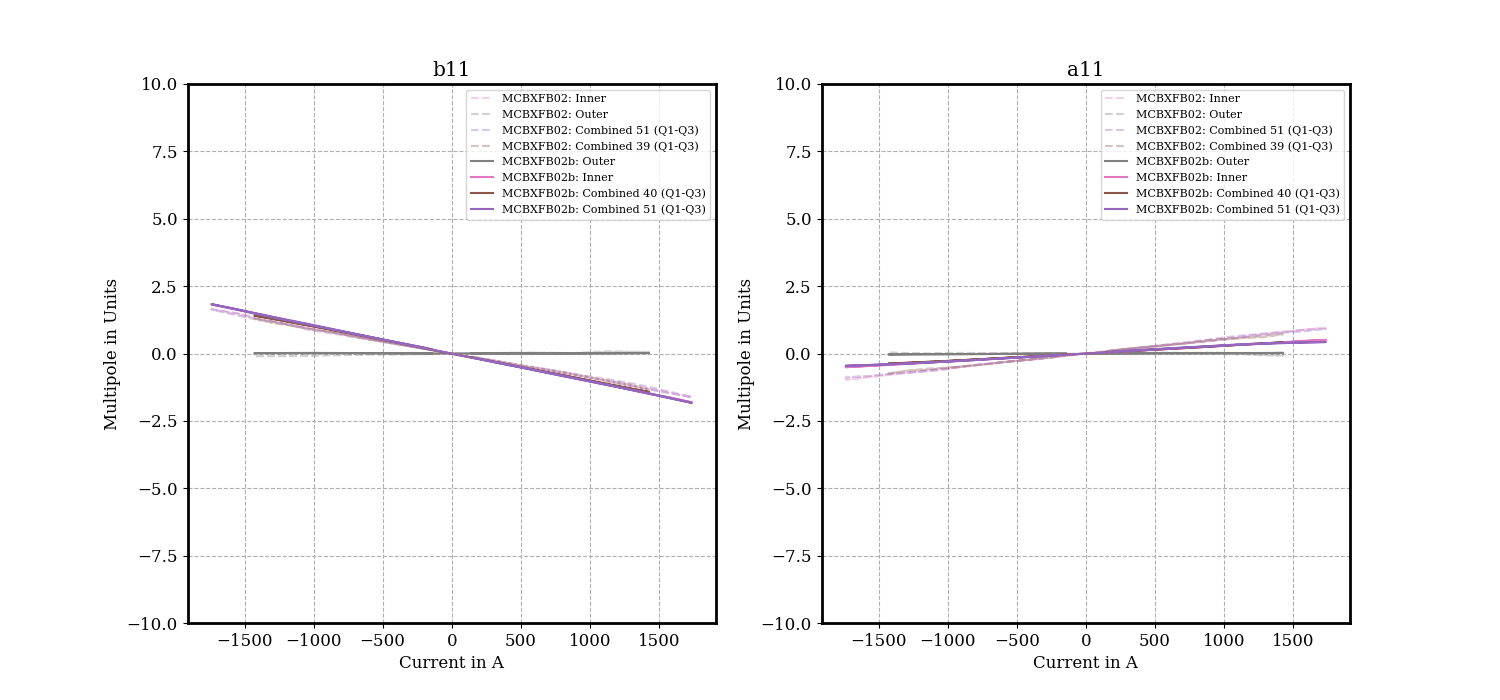 b11
10.0
7.5
5.0
2.5
0.0
−2.5
−5.0
−7.5
−10.0
Multipole in Units
MCBXFB02: Inner
MCBXFB02: Outer
MCBXFB02: Combined 51 (Q1-Q3)
MCBXFB02: Combined 39 (Q1-Q3)
MCBXFB02b: Outer
MCBXFB02b: Inner
MCBXFB02b: Combined 40 (Q1-Q3)
MCBXFB02b: Combined 51 (Q1-Q3)
−1500 −1000 −500 0 500 1000 1500
Current in A
a11
10.0
7.5
5.0
2.5
0.0
−2.5
−5.0
−7.5
−10.0
Multipole in Units
MCBXFB02: Inner
MCBXFB02: Outer
MCBXFB02: Combined 51 (Q1-Q3)
MCBXFB02: Combined 39 (Q1-Q3)
MCBXFB02b: Outer
MCBXFB02b: Inner
MCBXFB02b: Combined 40 (Q1-Q3)
MCBXFB02b: Combined 51 (Q1-Q3)
−1500 −1000 −500 0 500 1000 1500
Current in A